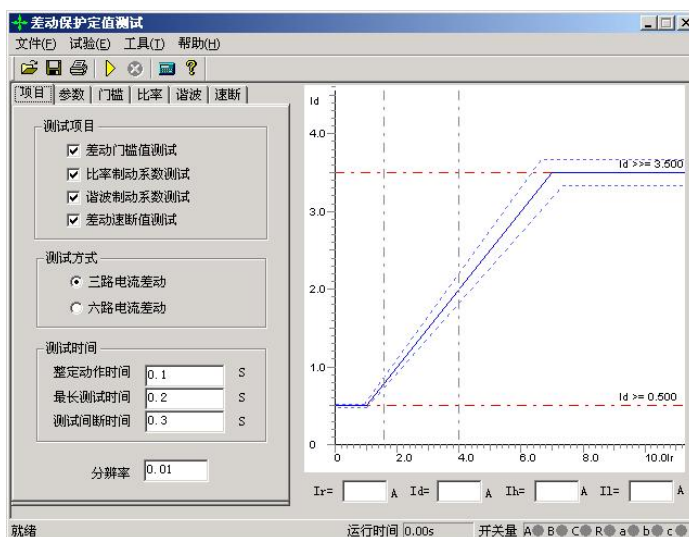 差动保护定值测试
文件(F) 试验(E) 工具(T) 帮助(H)
项目 参数 门槛 比率 谐波 速断
测试项目
差动门槛值测试
比率制动系数测试
谐波制动系数测试
差动速断值测试
测试方式
三路电流差动
六路电流差动
测试时间
整定动作时间 0.1 S
最长测试时间 0.2 S
测试间断时间 0.3 S
分辨率 0.01
Id
4.0
Id >>= 3.500
3.0
2.0
1.0
Id >= 0.500
0
0 2.0 4.0 6.0 8.0 10.0Ir
Ir= A Id= A Ih= A Il= A
就绪 运行时间 0.00s 开关量 A B C R a b c